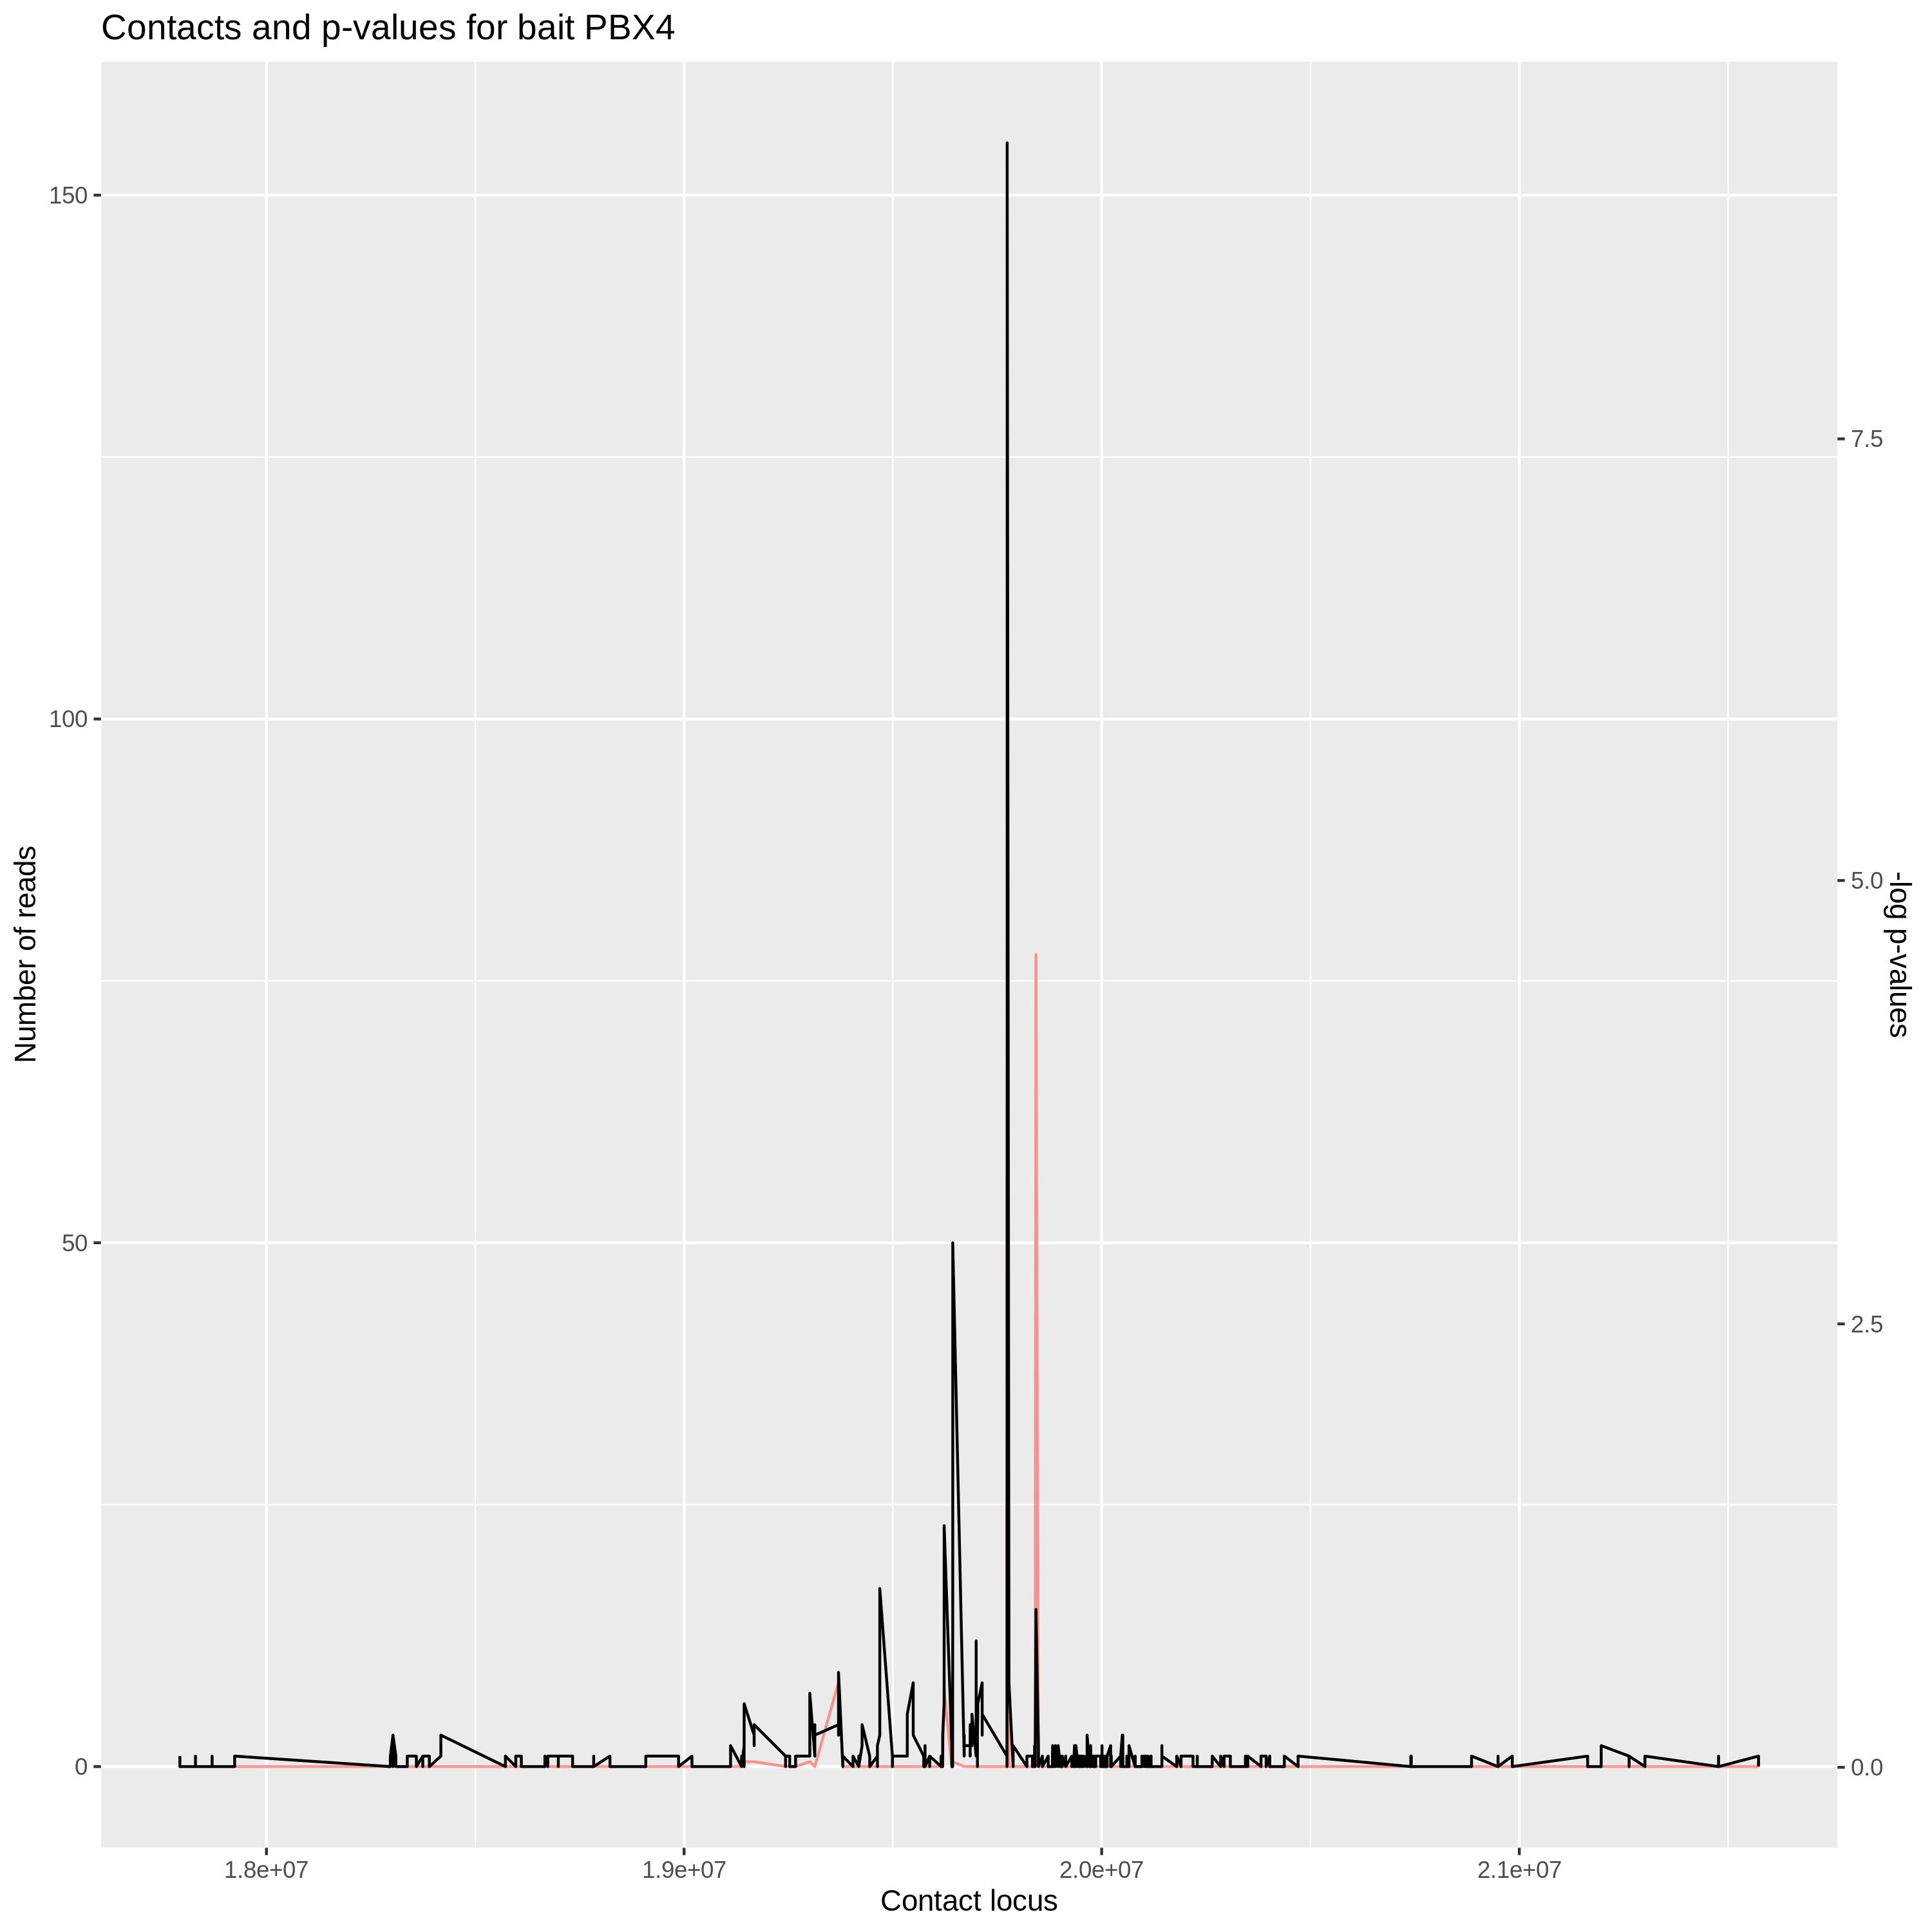 Contacts and p-values for bait PBX4
150
100
50
0
Number of reads
7.5
5.0
2.5
0.0
-log p-values
1.8e+07
1.9e+07
2.0e+07
2.1e+07
Contact locus